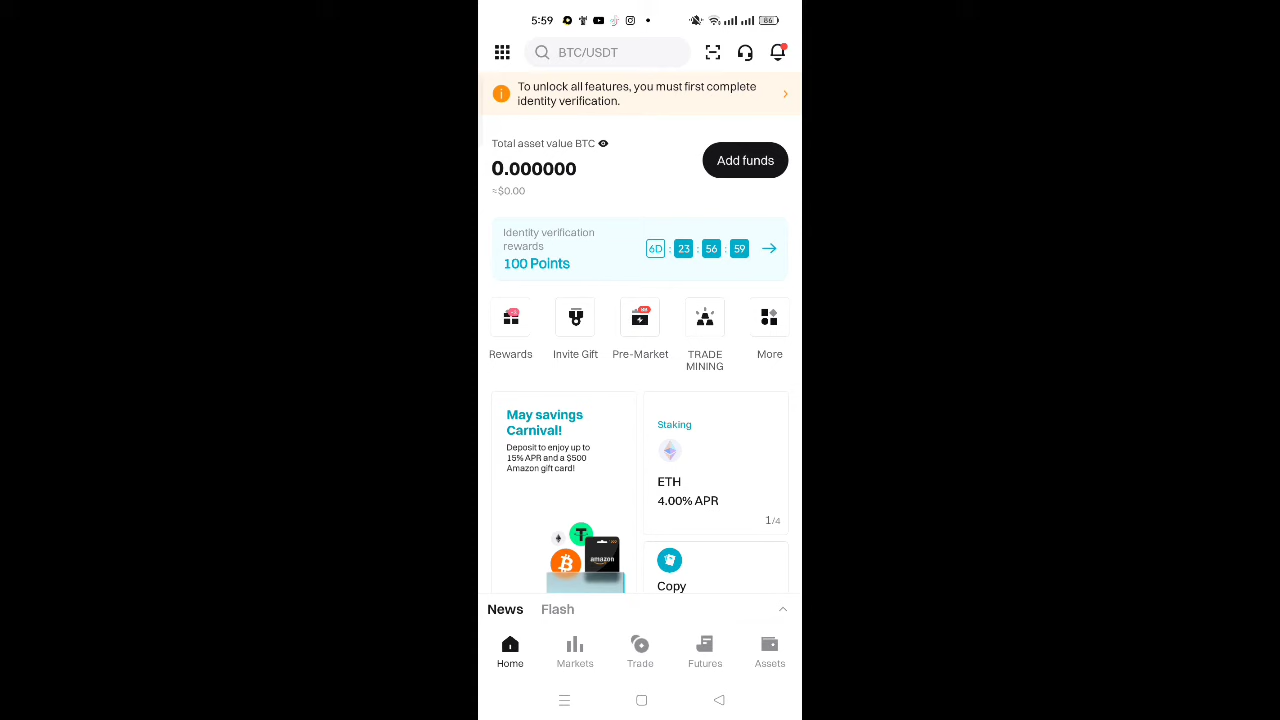 5:59
86
BTC/USDT
To unlock all features, you must first complete
identity verification.
Total asset value BTC
0.000000
Add funds
≈$0.00
Identity verification
rewards
100 Points
6D : 23 : 56 : 59
Rewards
Invite Gift
Pre-Market
TRADE
MINING
More
May savings
Carnival!
Deposit to enjoy up to
15% APR and a $500
Amazon gift card!
amazon
Staking
ETH
4.00% APR
1/4
Copy
News
Flash
Home
Markets
Trade
Futures
Assets